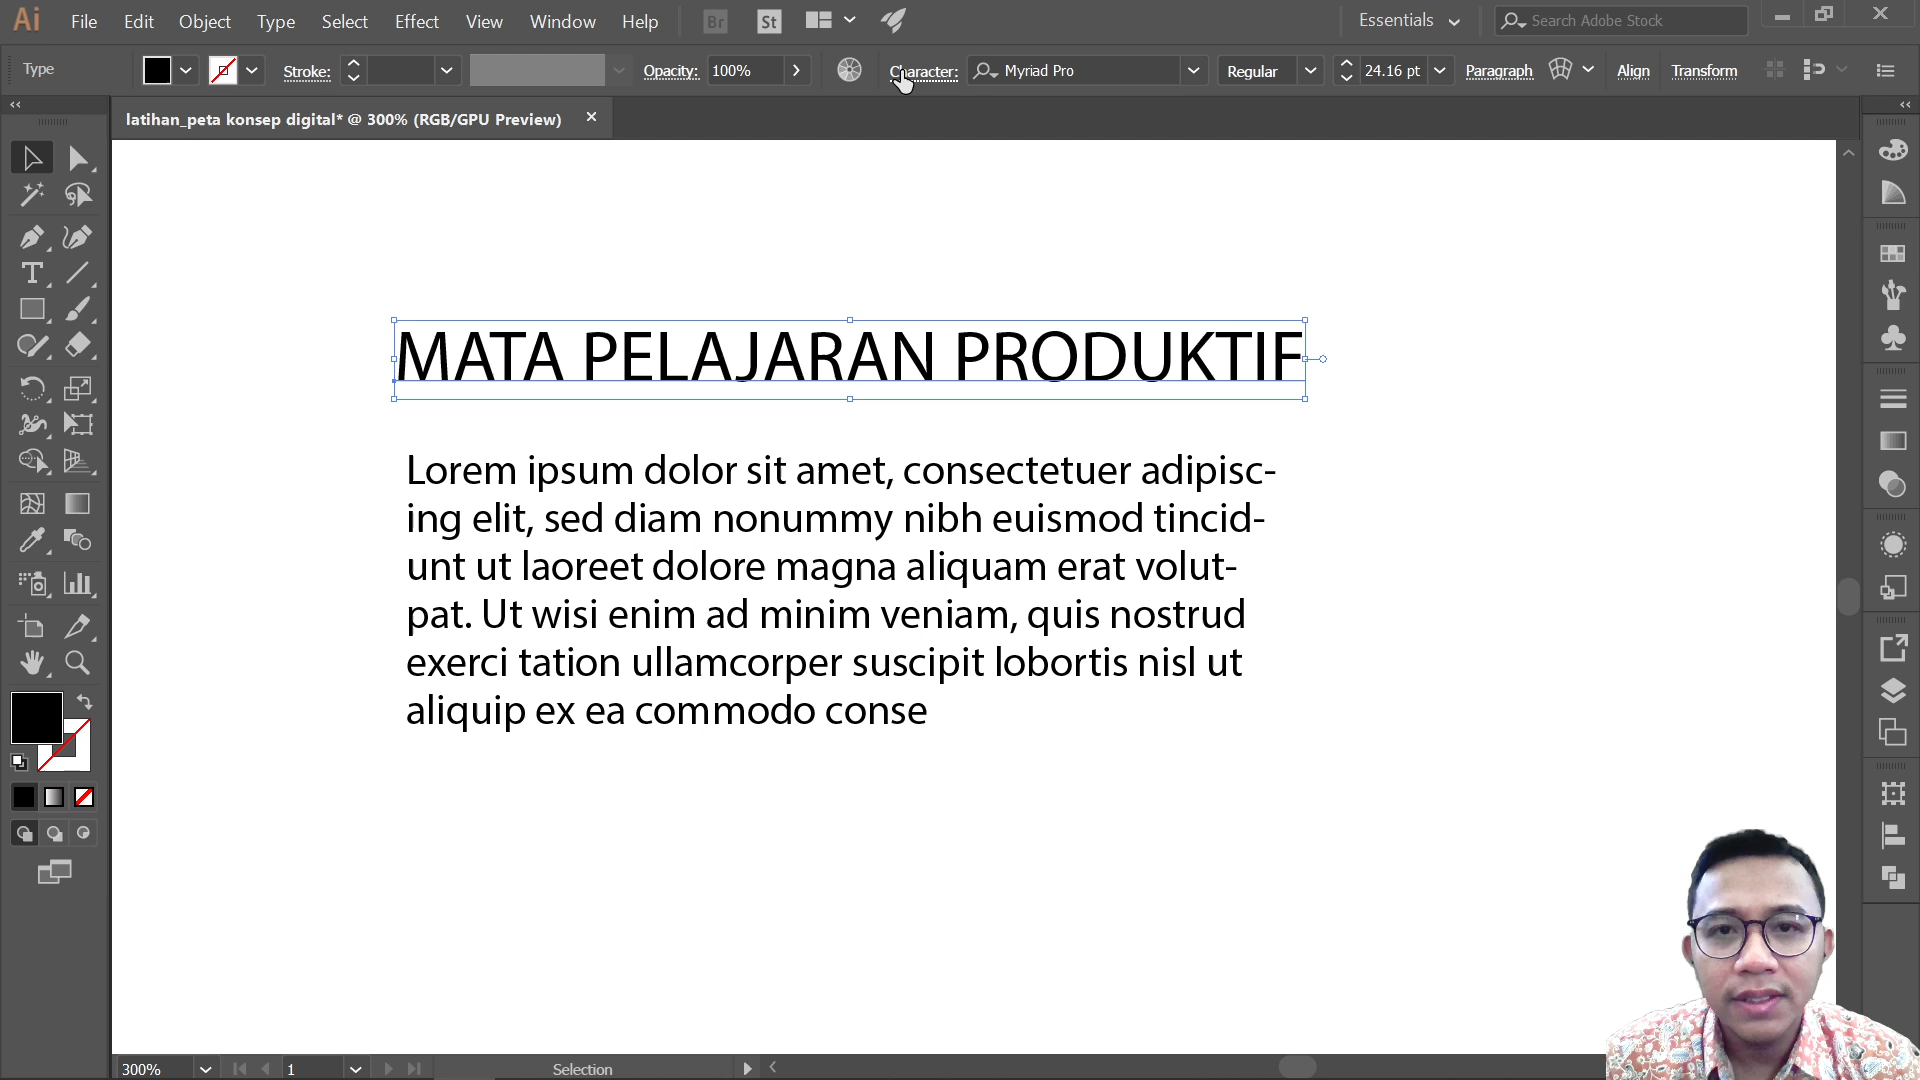 Ai File Edit Object Type Select Effect View Window Help Br St Essentials Search Adobe Stock
Type Stroke: Opacity: 100% Character: Myriad Pro Regular 24.16 pt Paragraph Align Transform
latihan_peta konsep digital* @ 300% (RGB/GPU Preview)
MATA PELAJARAN PRODUKTIF
Lorem ipsum dolor sit amet, consectetuer adipisc-
ing elit, sed diam nonummy nibh euismod tincid-
unt ut laoreet dolore magna aliquam erat volut-
pat. Ut wisi enim ad minim veniam, quis nostrud
exerci tation ullamcorper suscipit lobortis nisl ut
aliquip ex ea commodo conse
300% 1 Selection